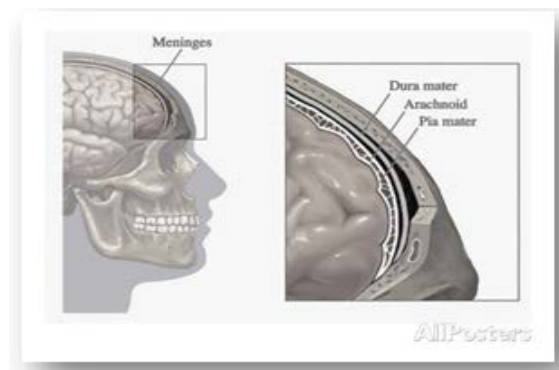 Meninges
Dura mater
Arachnoid
Pia mater
AllPosters